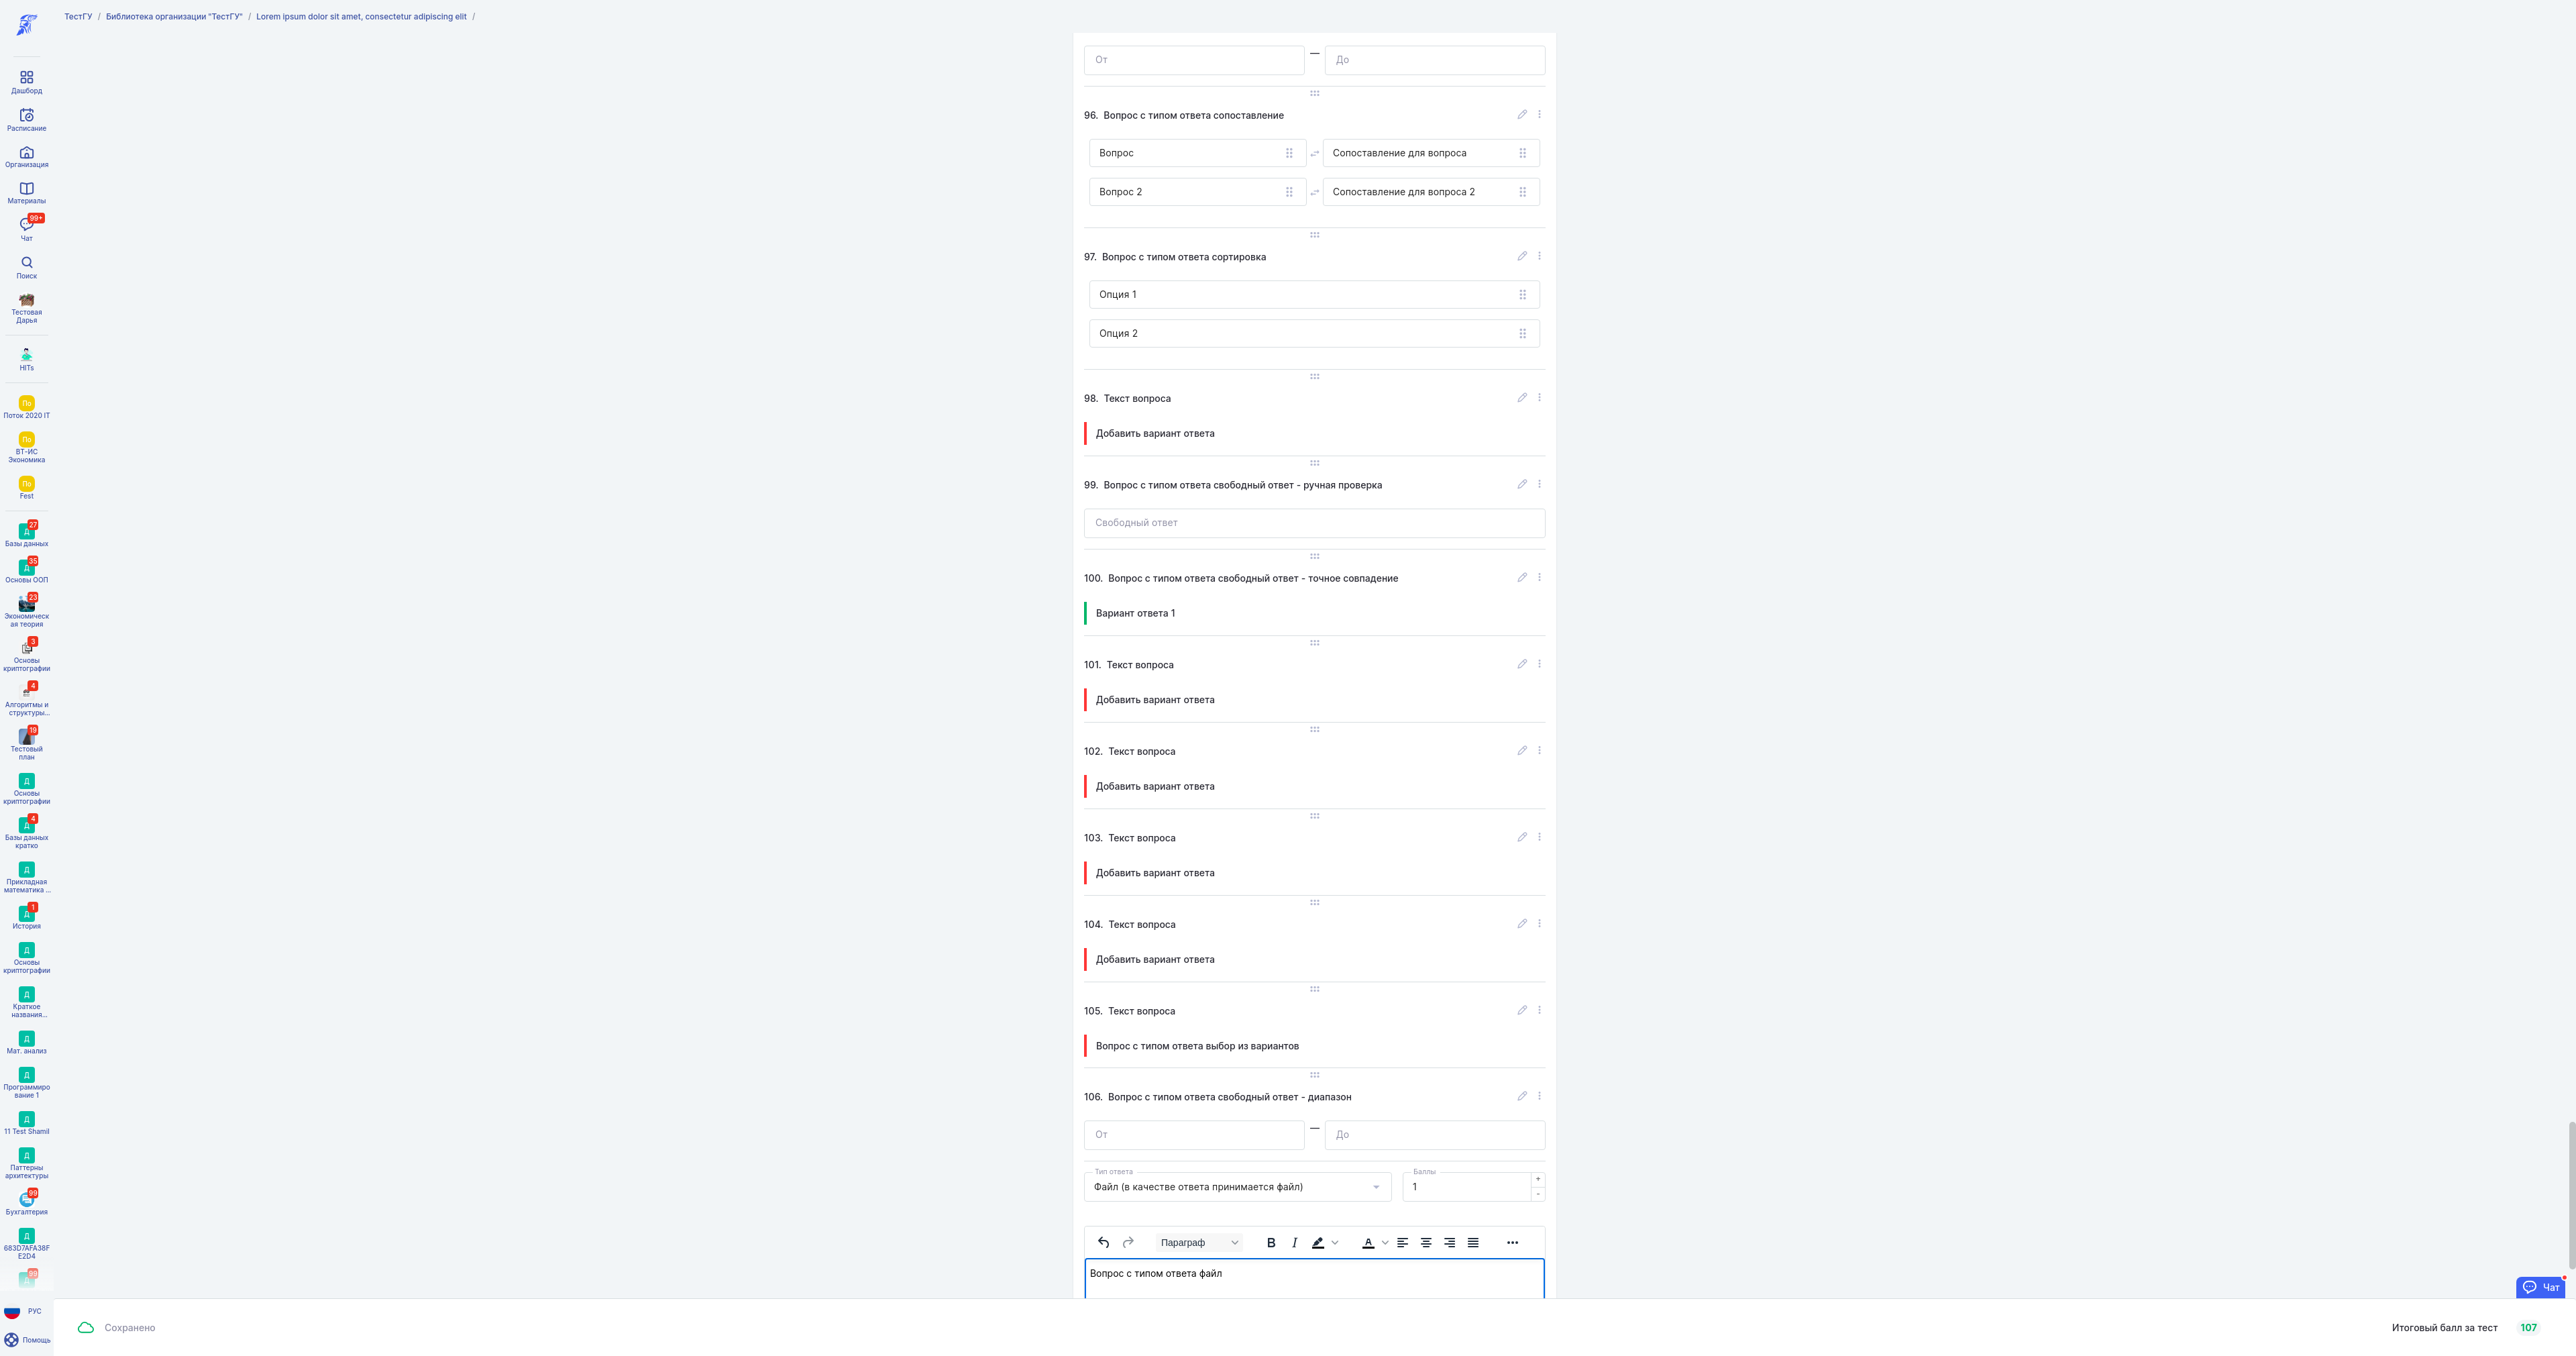 ТестГУ / Библиотека организации "ТестГУ" / Lorem ipsum dolor sit amet, consectetur adipiscing elit /
Дашборд
Расписание
Организация
Материалы
99+
Чат
Поиск
Тестовая
Дарья
HITs
По
Поток 2020 IT
По
ВТ-ИС
Экономика
По
Fest
27
Д
Базы данных
35
Д
Основы ООП
23
Экономическ
ая теория
3
Основы
криптографии
4
Алгоритмы и
структуры...
19
Тестовый
план
Д
Основы
криптографии
4
Д
Базы данных
кратко
Д
Прикладная
математика ...
1
Д
История
Д
Основы
криптографии
Д
Краткое
названия...
Д
Мат. анализ
Д
Программиро
вание 1
Д
11 Test Shamil
Д
Паттерны
архитектуры
99
Бухгалтерия
Д
683D7AFA38F
E2D4
99
Д
РУС
Помощь
От — До
96. Вопрос с типом ответа сопоставление
Вопрос Сопоставление для вопроса
Вопрос 2 Сопоставление для вопроса 2
97. Вопрос с типом ответа сортировка
Опция 1
Опция 2
98. Текст вопроса
Добавить вариант ответа
99. Вопрос с типом ответа свободный ответ - ручная проверка
Свободный ответ
100. Вопрос с типом ответа свободный ответ - точное совпадение
Вариант ответа 1
101. Текст вопроса
Добавить вариант ответа
102. Текст вопроса
Добавить вариант ответа
103. Текст вопроса
Добавить вариант ответа
104. Текст вопроса
Добавить вариант ответа
105. Текст вопроса
Вопрос с типом ответа выбор из вариантов
106. Вопрос с типом ответа свободный ответ - диапазон
От — До
Тип ответа Баллы
Файл (в качестве ответа принимается файл) 1 + -
Параграф B I A
Вопрос с типом ответа файл
Чат
Сохранено Итоговый балл за тест 107